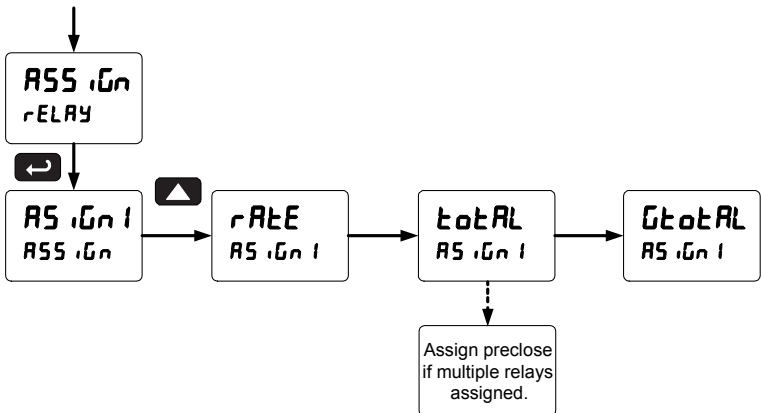 ASSiGn
rELAY
ASiGn1
ASSiGn
rAtE
ASiGn1
totAL
ASiGn1
GtotAL
ASiGn1
Assign preclose
if multiple relays
assigned.